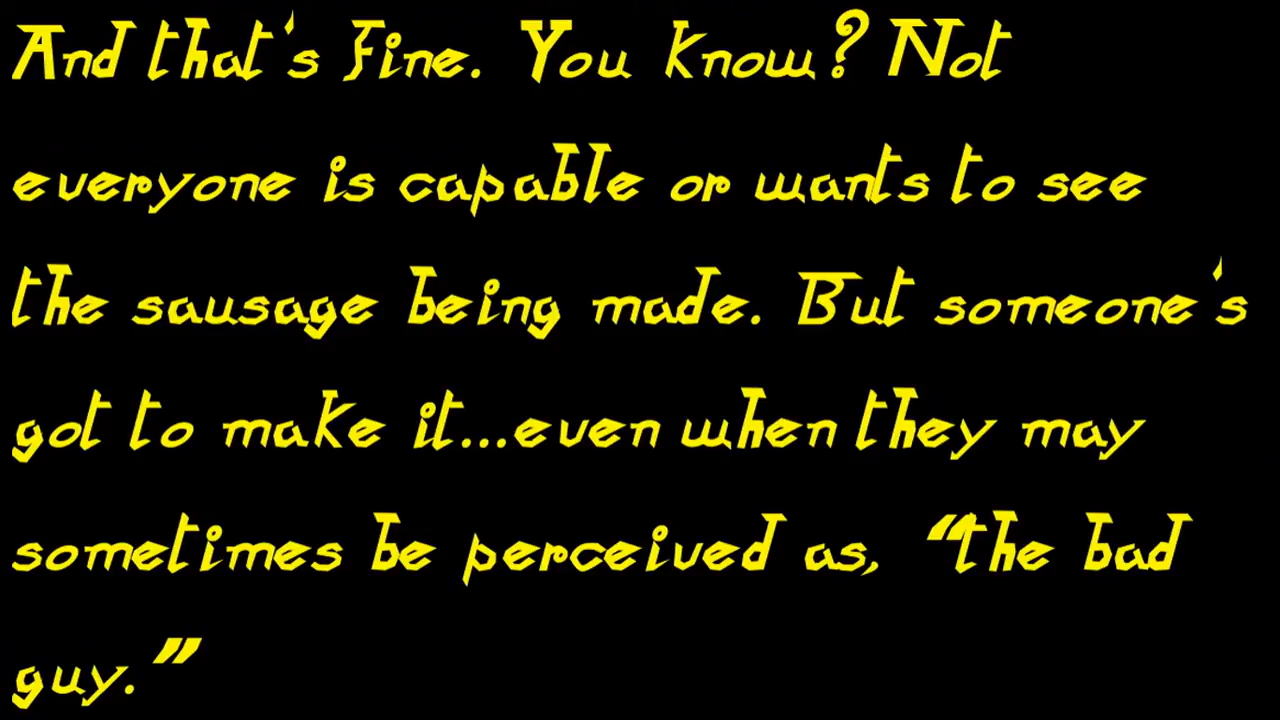 And that's fine. You know? Not
everyone is capable or wants to see
the sausage being made. But someone's
got to make it...even when they may
sometimes be perceived as, “the bad
guy.”